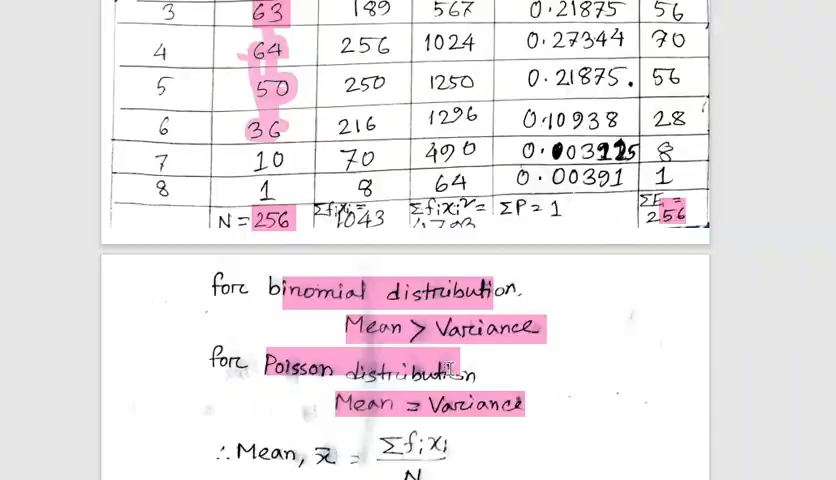 3 63 189 567 0.21875 56
4 64 256 1024 0.27344 70
5 50 250 1250 0.21875. 56
6 36 216 1296 0.10938 28
7 10 70 490 8
8 1 8 64 0.00391 1
N = 256 Σfixi = 1043 Σfixi² = ΣP = 1 ΣE = 256
for binomial distribution.
Mean > Variance
for Poisson distribution
Mean = Variance
∴ Mean, x̄ = Σfixi / N